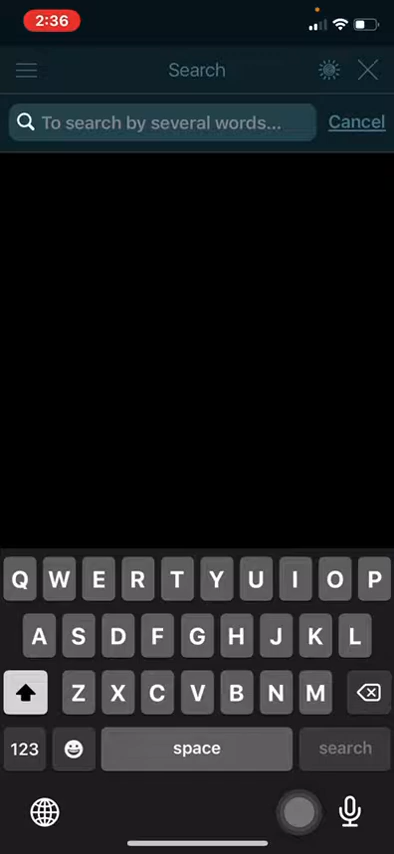 2:36
Search
To search by several words...
Cancel
Q W E R T Y U I O P
A S D F G H J K L
Z X C V B N M
123 space search